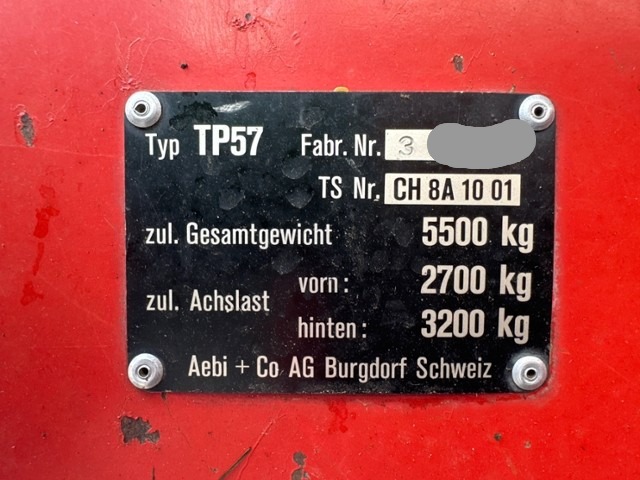 Typ TP57 Fabr. Nr. 3
TS Nr. CH 8A 10 01
zul. Gesamtgewicht 5500 kg
zul. Achslast vorn: 2700 kg
hinten: 3200 kg
Aebi + Co AG Burgdorf Schweiz